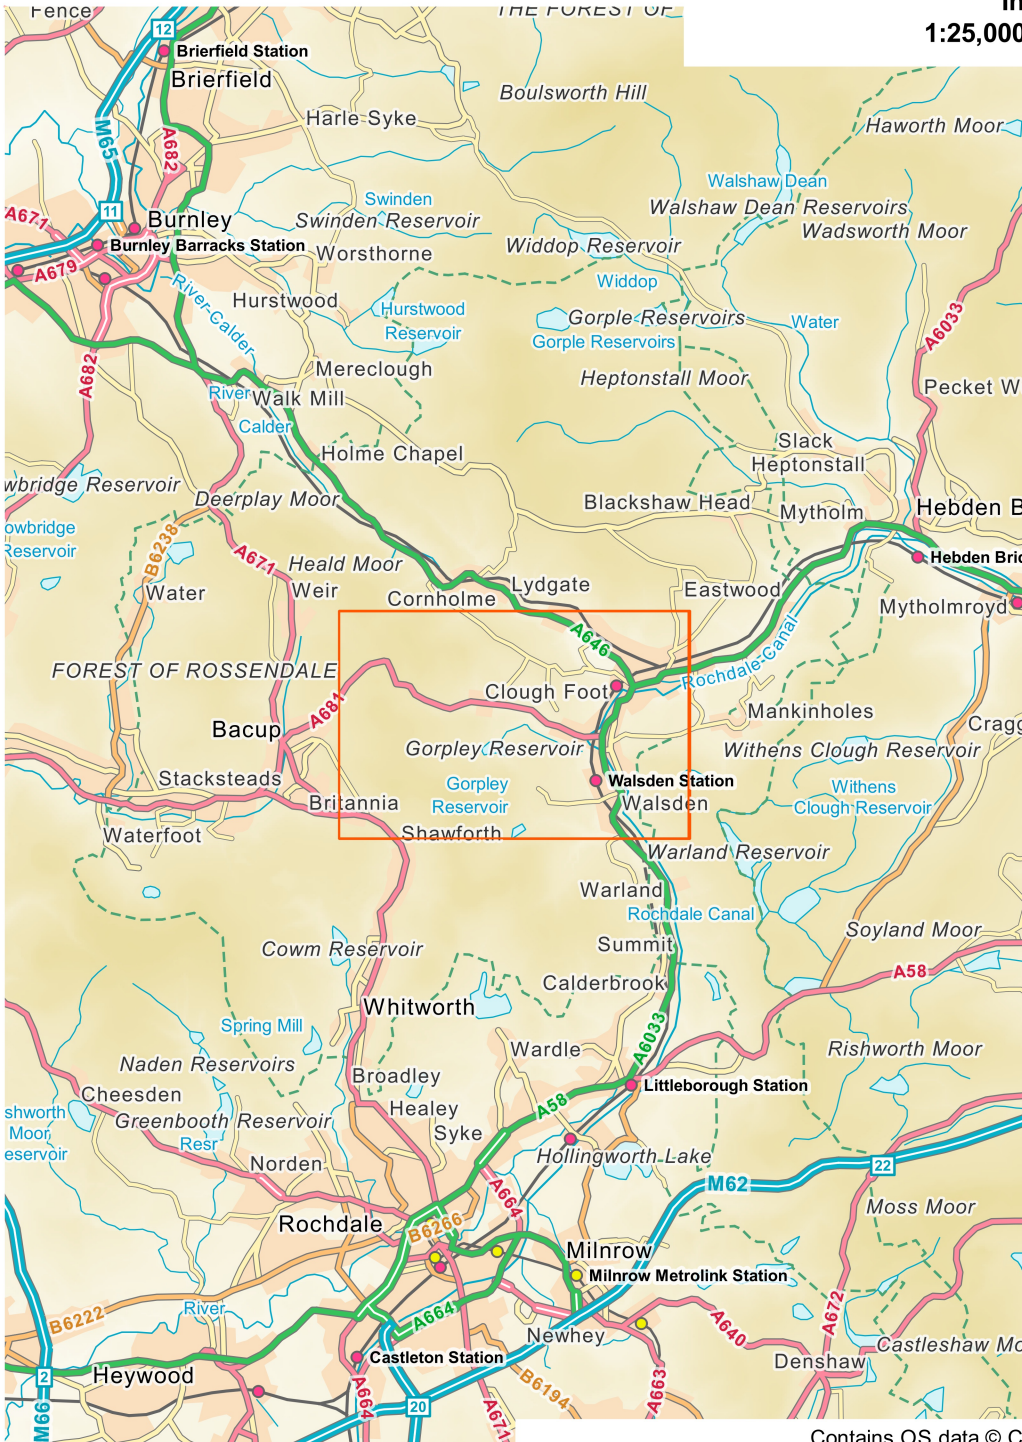 Fence
THE FOREST OF
In
1:25,000
12
Brierfield Station
Brierfield
Boulsworth Hill
Harle Syke
Haworth Moor
M65
A682
Walshaw Dean
Swinden
Walshaw Dean Reservoirs
A671
11
Burnley
Swinden Reservoir
Wadsworth Moor
Burnley Barracks Station
Widdop Reservoir
Worsthorne
A679
River-Calder
Widdop
Hurstwood
Hurstwood
Reservoir
Gorple Reservoirs
Water
A6033
Gorple Reservoirs
A682
Mereclough
Heptonstall Moor
Pecket W
River
Walk Mill
Calder
Slack
Holme Chapel
Heptonstall
wbridge Reservoir
Deerplay Moor
Blackshaw Head
Mytholm
Hebden B
owbridge
Reservoir
B6238
A671
Hebden Brid
Heald Moor
Water
Weir
Lydgate
Eastwood
Cornholme
Mytholmroyd
A646
Rochdale-Canal
FOREST OF ROSSENDALE
A681
Clough Foot
Mankinholes
Bacup
Cragg
Gorpley Reservoir
Withens Clough Reservoir
Stacksteads
Gorpley
Reservoir
Walsden Station
Withens
Clough Reservoir
Britannia
Walsden
Waterfoot
Shawforth
Warland Reservoir
Warland
Rochdale Canal
Soyland Moor
Cowm Reservoir
Summit
A58
Calderbrook
Whitworth
Spring Mill
A6033
Wardle
Rishworth Moor
Naden Reservoirs
Broadley
Littleborough Station
Cheesden
Healey
A58
shworth
Moor
eservoir
Greenbooth Reservoir
Resr
Syke
Hollingworth Lake
Norden
22
M62
A664
Moss Moor
Rochdale
B6266
Milnrow
Milnrow Metrolink Station
River
B6222
A664
A672
A640
Newhey
Castleshaw Mo
Castleton Station
Denshaw
2
Heywood
B6194
A663
A664
20
M66
A671
Contains OS data © C